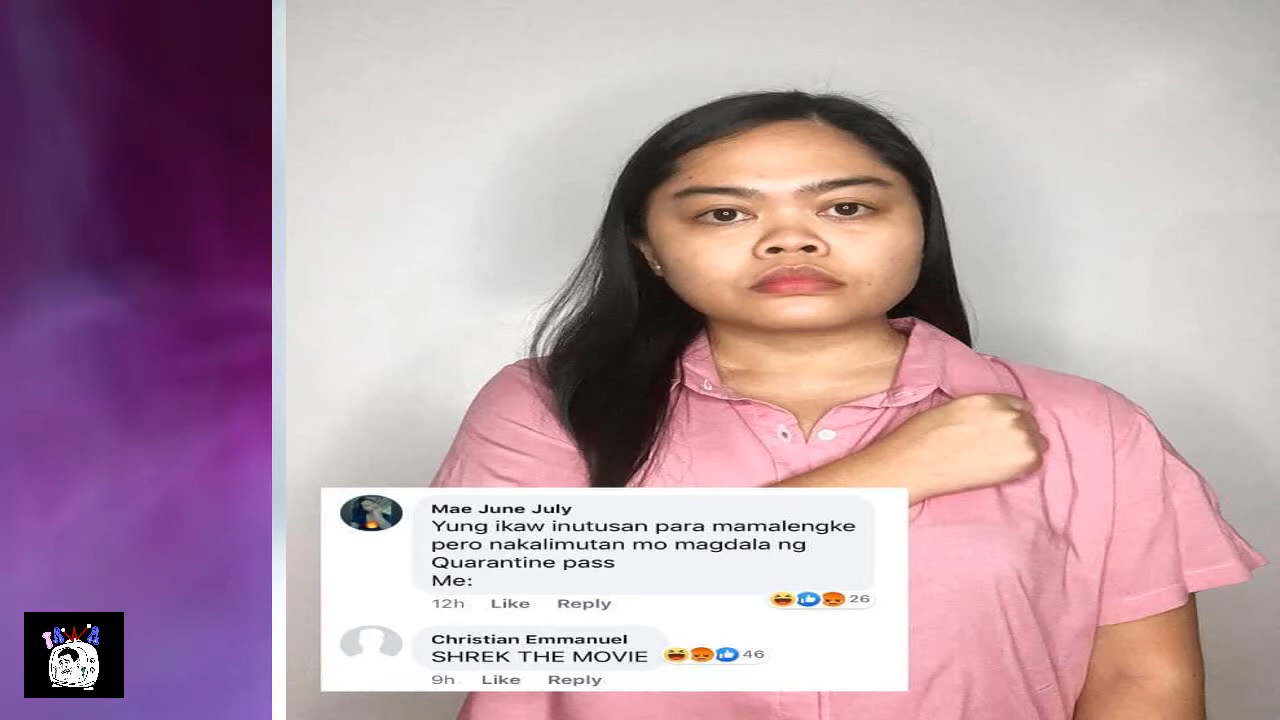 Mae June July
Yung ikaw inutusan para mamalengke
pero nakalimutan mo magdala ng
Quarantine pass
Me:
12h Like Reply 26
Christian Emmanuel
SHREK THE MOVIE 46
9h Like Reply
TAWA